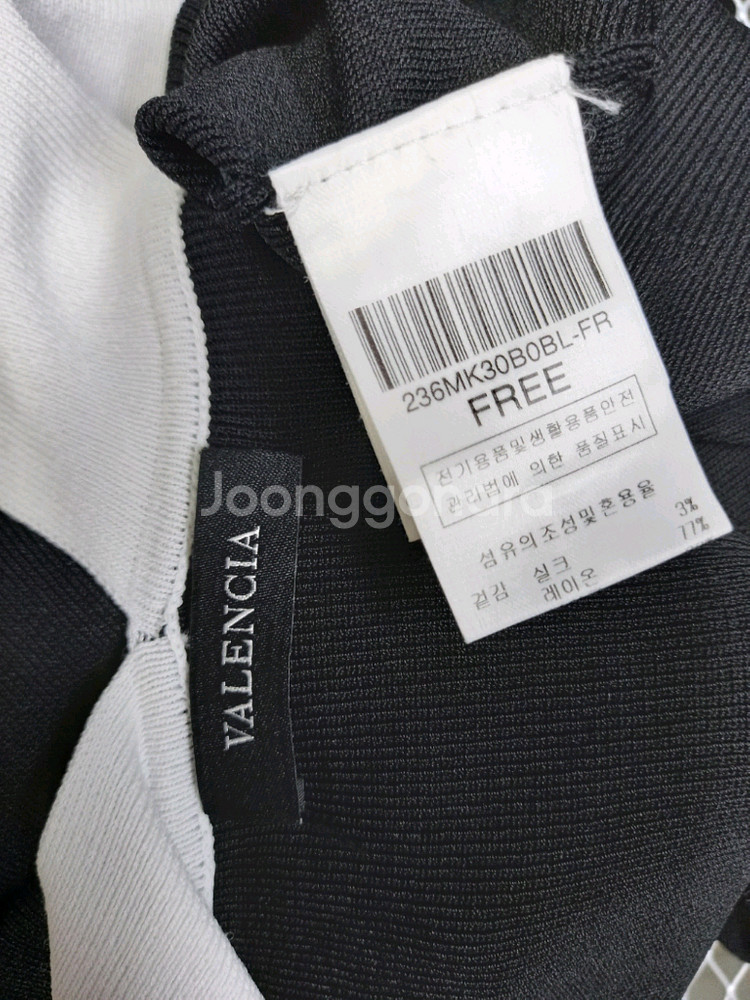 236MK30B0BL-FR
FREE
전기용품및생활용품안전
관리법에 의한 품질표시
섬유의조성및혼용율
겉감 실크 3%
레이온 77%
Joonggonara
VALENCIA